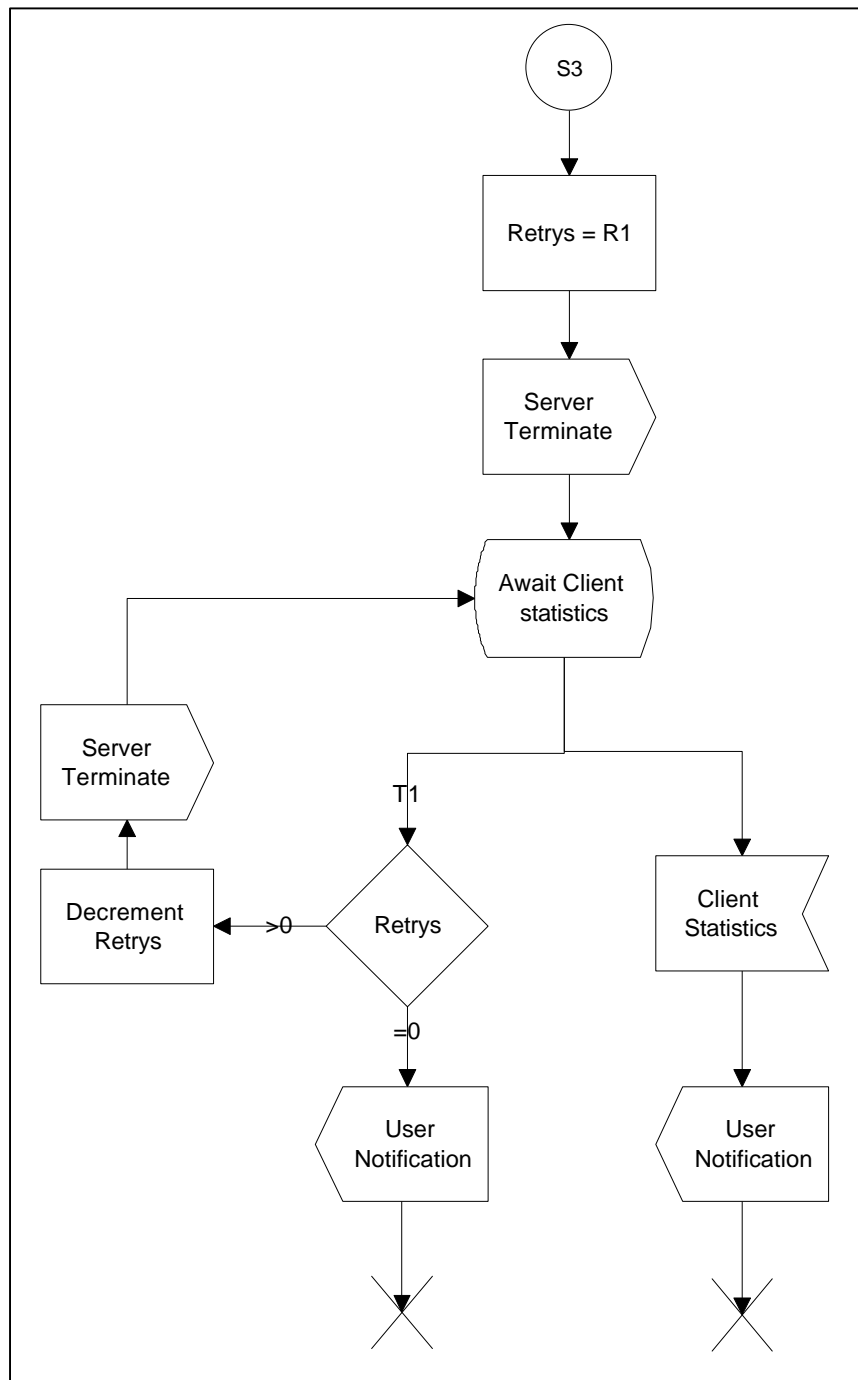 S3
Retrys = R1
Server
Terminate
Await Client
statistics
Server
Terminate
T1
Decrement
Retrys
>0
Retrys
Client
Statistics
=0
User
Notification
User
Notification